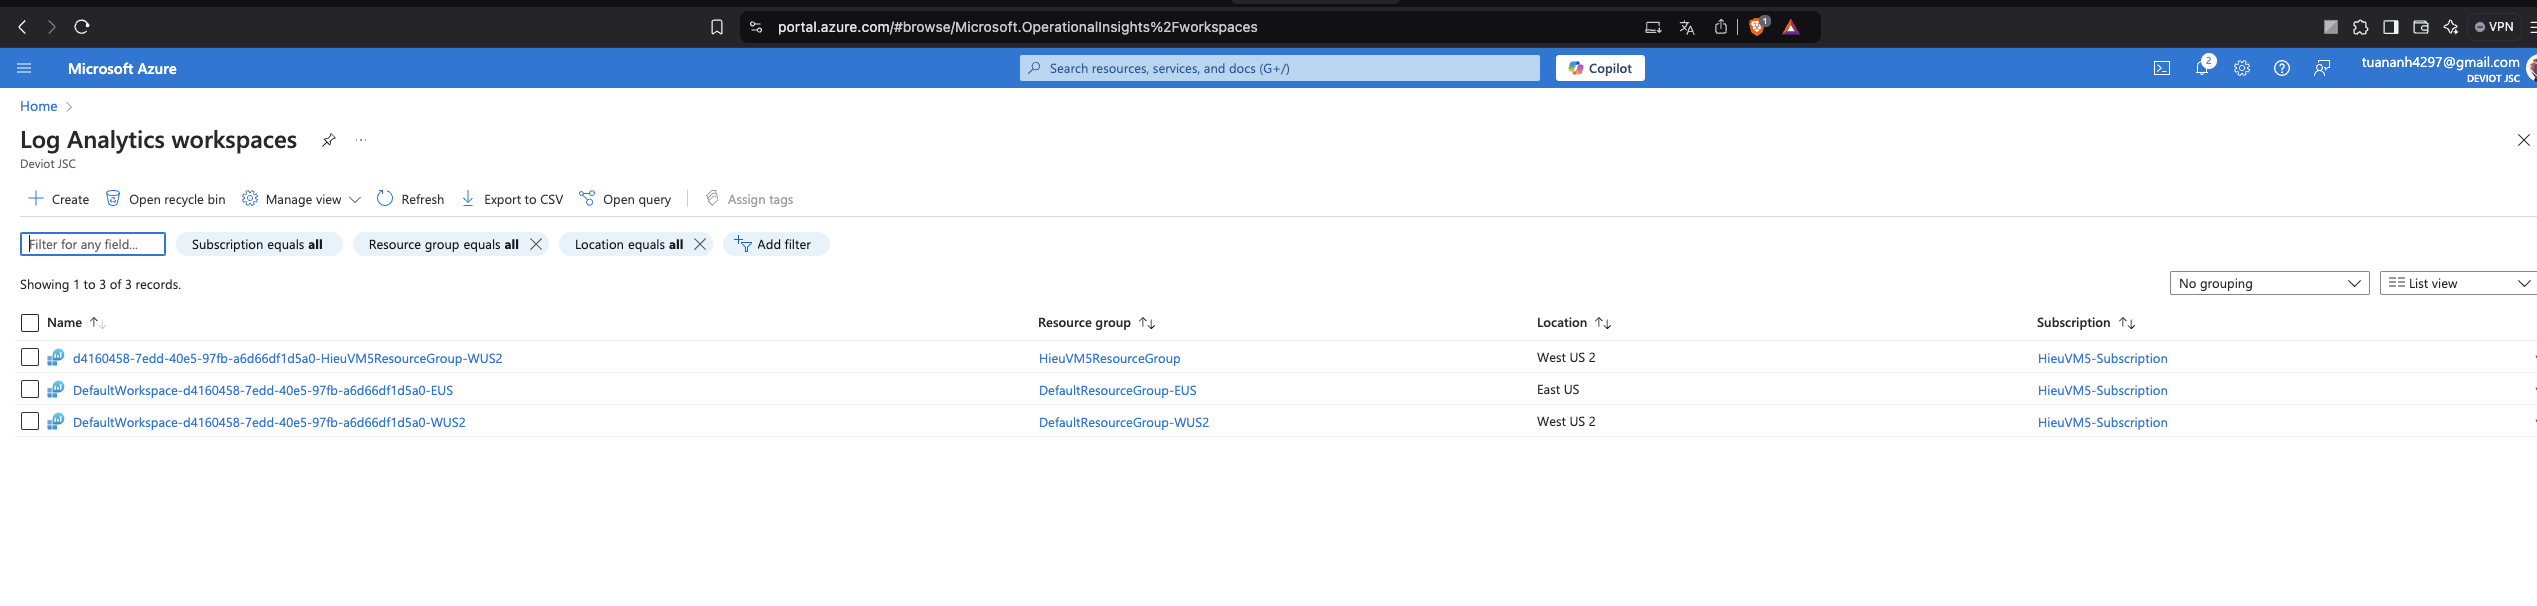 portal.azure.com/#browse/Microsoft.OperationalInsights%2Fworkspaces
1
VPN
Microsoft Azure
Search resources, services, and docs (G+/)
Copilot
2
tuananh4297@gmail.com
DEVIOT JSC
Home
Log Analytics workspaces
Deviot JSC
Create
Open recycle bin
Manage view
Refresh
Export to CSV
Open query
Assign tags
Filter for any field...
Subscription equals all
Resource group equals all
Location equals all
Add filter
Showing 1 to 3 of 3 records.
No grouping
List view
Name Resource group Location Subscription
d4160458-7edd-40e5-97fb-a6d66df1d5a0-HieuVM5ResourceGroup-WUS2 HieuVM5ResourceGroup West US 2 HieuVM5-Subscription
DefaultWorkspace-d4160458-7edd-40e5-97fb-a6d66df1d5a0-EUS DefaultResourceGroup-EUS East US HieuVM5-Subscription
DefaultWorkspace-d4160458-7edd-40e5-97fb-a6d66df1d5a0-WUS2 DefaultResourceGroup-WUS2 West US 2 HieuVM5-Subscription